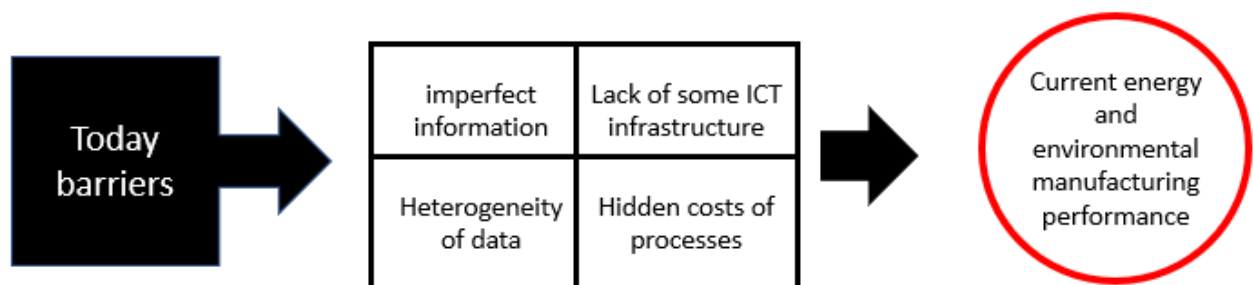 Today
barriers
imperfect
information
Lack of some ICT
infrastructure
Heterogeneity
of data
Hidden costs of
processes
Current energy
and
environmental
manufacturing
performance